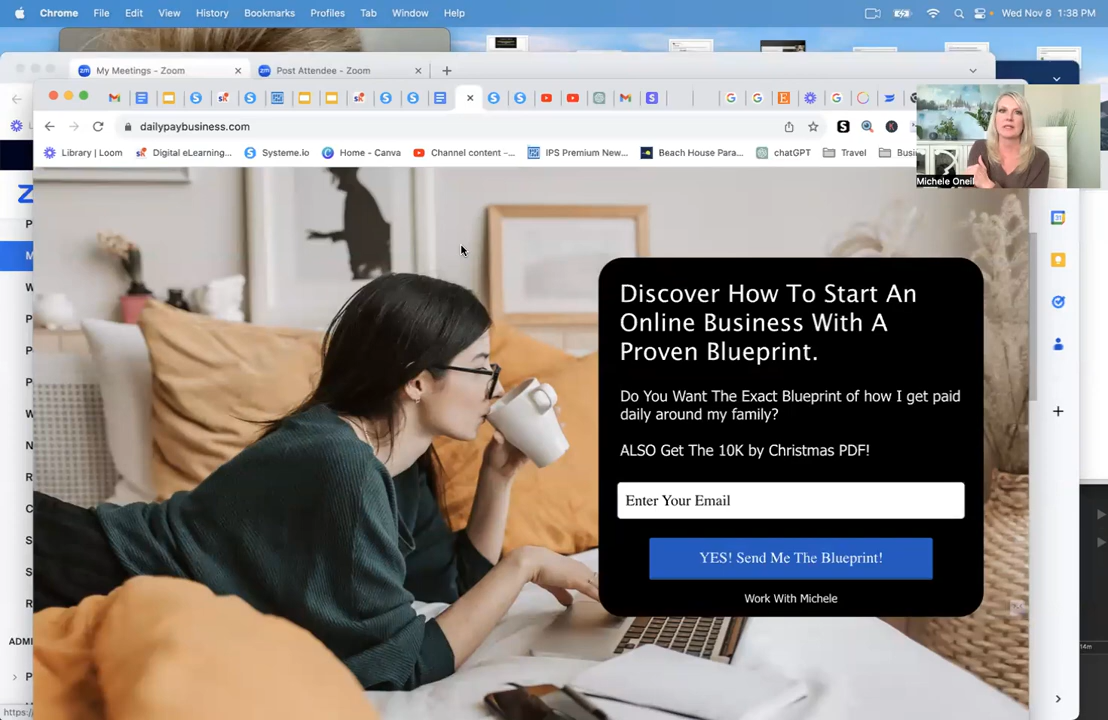 Chrome File Edit View History Bookmarks Profiles Tab Window Help
Wed Nov 8 1:38 PM
My Meetings - Zoom
Post Attendee - Zoom
dailypaybusiness.com
Library | Loom
Digital eLearning...
Systeme.io
Home - Canva
Channel content -...
IPS Premium New...
Beach House Para...
chatGPT
Travel
Busi
Michele Oneil
Discover How To Start An
Online Business With A
Proven Blueprint.
Do You Want The Exact Blueprint of how I get paid
daily around my family?
ALSO Get The 10K by Christmas PDF!
Enter Your Email
YES! Send Me The Blueprint!
Work With Michele
ADMI
https:/
14m